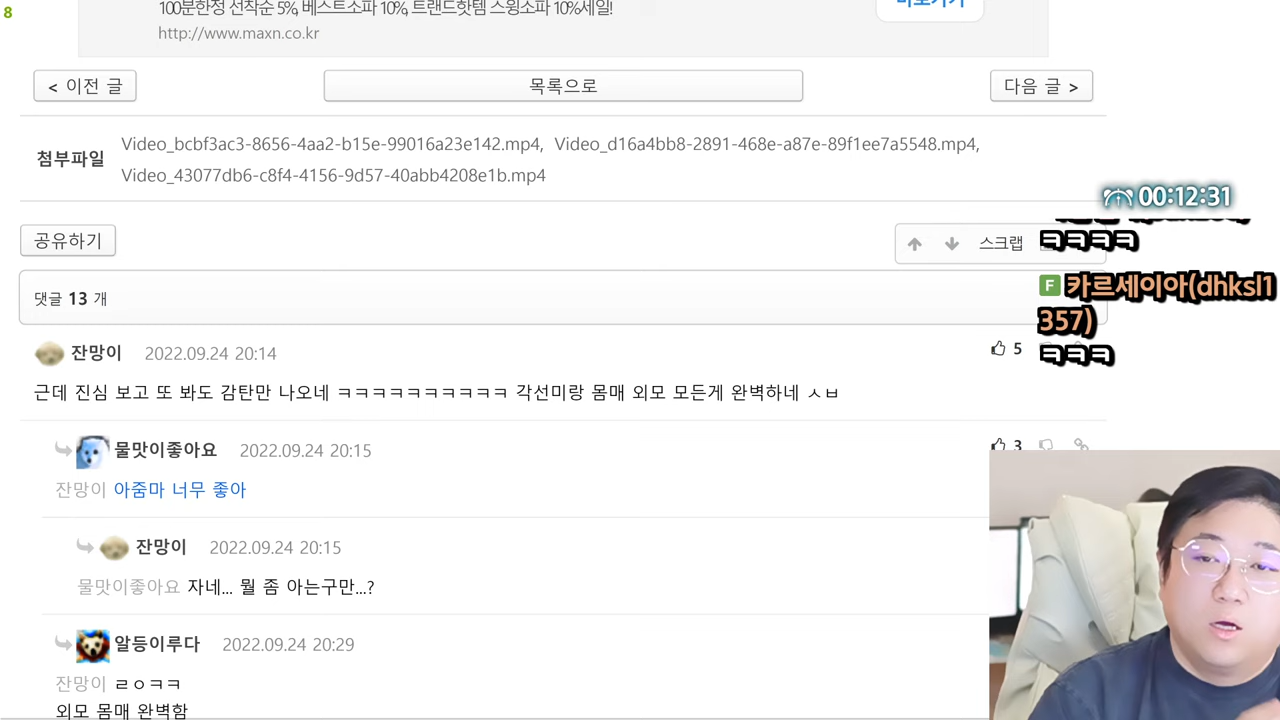 8
100분한정 선착순 5%, 베스트소파 10%, 트랜드핫템 스윙소파 10%세일!
바로가기
http://www.maxn.co.kr
< 이전 글
목록으로
다음 글 >
첨부파일
Video_bcbf3ac3-8656-4aa2-b15e-99016a23e142.mp4, Video_d16a4bb8-2891-468e-a87e-89f1ee7a5548.mp4,
Video_43077db6-c8f4-4156-9d57-40abb4208e1b.mp4
00:12:31
공유하기
스크랩
ㅋㅋㅋㅋ
F 카르세이아(dhksl1
357)
ㅋㅋㅋ
댓글 13 개
잔망이 2022.09.24 20:14
5
근데 진심 보고 또 봐도 감탄만 나오네 ㅋㅋㅋㅋㅋㅋㅋㅋㅋㅋ 각선미랑 몸매 외모 모든게 완벽하네 ㅅㅂ
물맛이좋아요 2022.09.24 20:15
3
잔망이 아줌마 너무 좋아
잔망이 2022.09.24 20:15
물맛이좋아요 자네... 뭘 좀 아는구만...?
알등이루다 2022.09.24 20:29
잔망이 ㄹㅇㅋㅋ
외모 몸매 완벽함